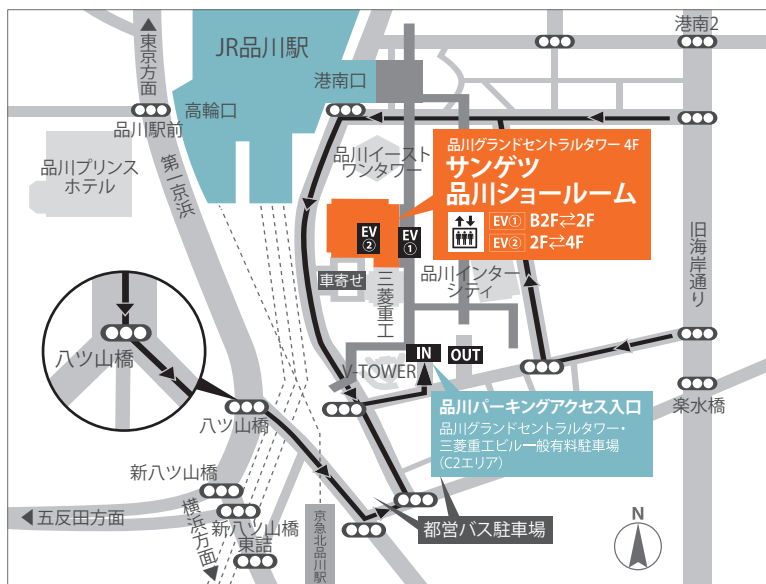 東京方面
JR品川駅
港南口
港南2
高輪口
品川駅前
品川プリンス
ホテル
第一京浜
品川イースト
ワンタワー
品川グランドセントラルタワー 4F
サンゲツ
品川ショールーム
EV① B2F⇄2F
EV② 2F⇄4F
EV
②
EV
①
車寄せ
三菱重工
品川インター
シティ
旧海岸通り
八ツ山橋
V-TOWER
IN
OUT
品川パーキングアクセス入口
品川グランドセントラルタワー・
三菱重工ビル一般有料駐車場
(C2エリア)
楽水橋
八ツ山橋
新八ツ山橋
五反田方面
横浜方面
新八ツ山橋
東詰
京急北品川駅
都営バス駐車場
N